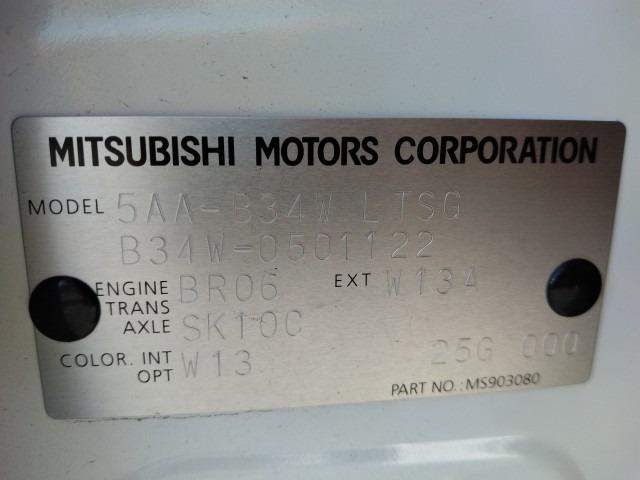 MITSUBISHI MOTORS CORPORATION
MODEL 5AA-B34W LTSG
B34W-0501122
ENGINE BR06 EXT W13A
TRANS
AXLE SK10C
COLOR. INT W13 25G 000
OPT
PART NO.: MS903080